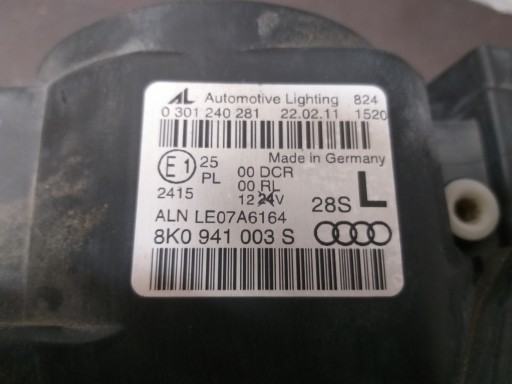 AL Automotive Lighting 824
0 301 240 281 22.02.11 1520
Made in Germany
E1 25 00 DCR
PL 00 RL
2415 12 24V
L
ALN LE07A6164 28S
8K0 941 003 S